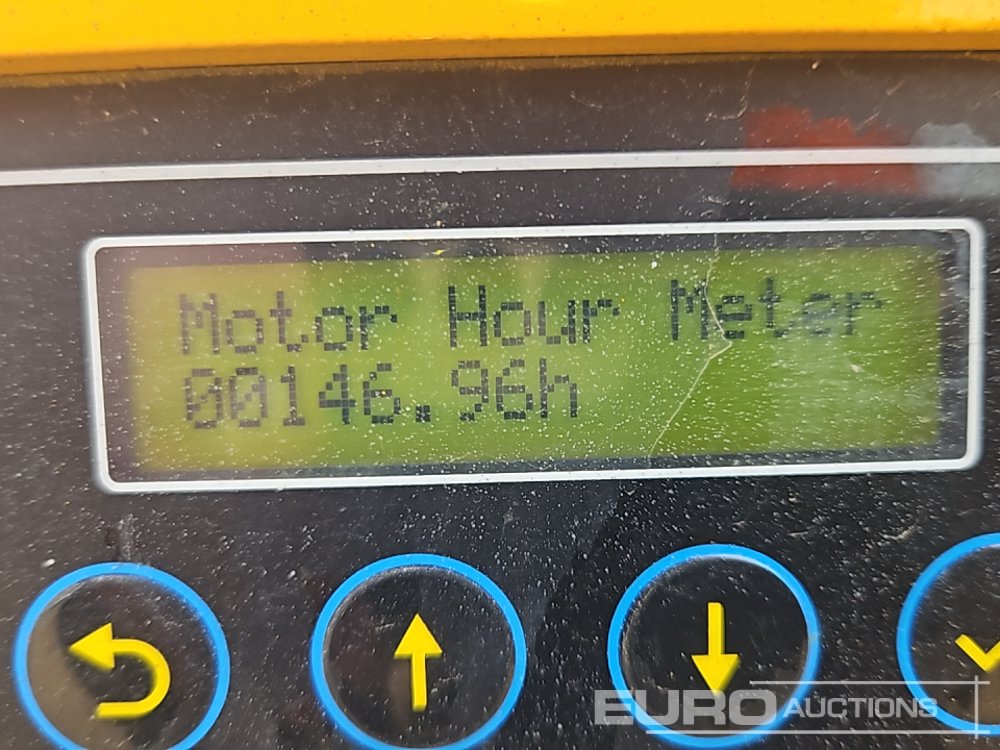 Motor Hour Meter
00146.96h
EURO AUCTIONS